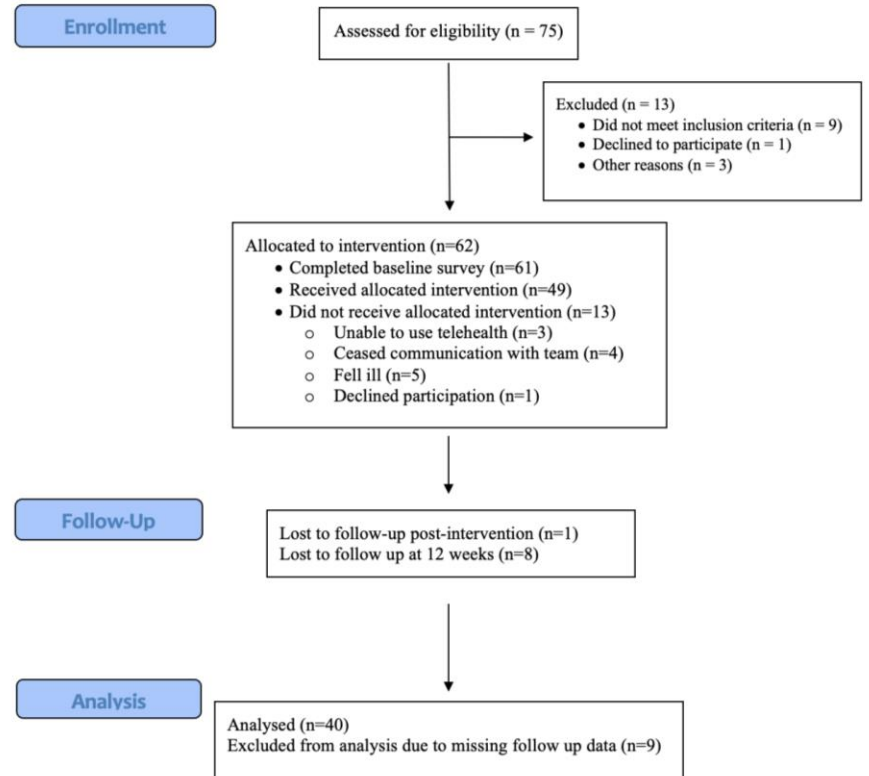 Enrollment
Assessed for eligibility (n = 75)
Excluded (n = 13)
• Did not meet inclusion criteria (n = 9)
• Declined to participate (n = 1)
• Other reasons (n = 3)
Allocated to intervention (n=62)
• Completed baseline survey (n=61)
• Received allocated intervention (n=49)
• Did not receive allocated intervention (n=13)
o Unable to use telehealth (n=3)
o Ceased communication with team (n=4)
o Fell ill (n=5)
o Declined participation (n=1)
Follow-Up
Lost to follow-up post-intervention (n=1)
Lost to follow up at 12 weeks (n=8)
Analysis
Analysed (n=40)
Excluded from analysis due to missing follow up data (n=9)